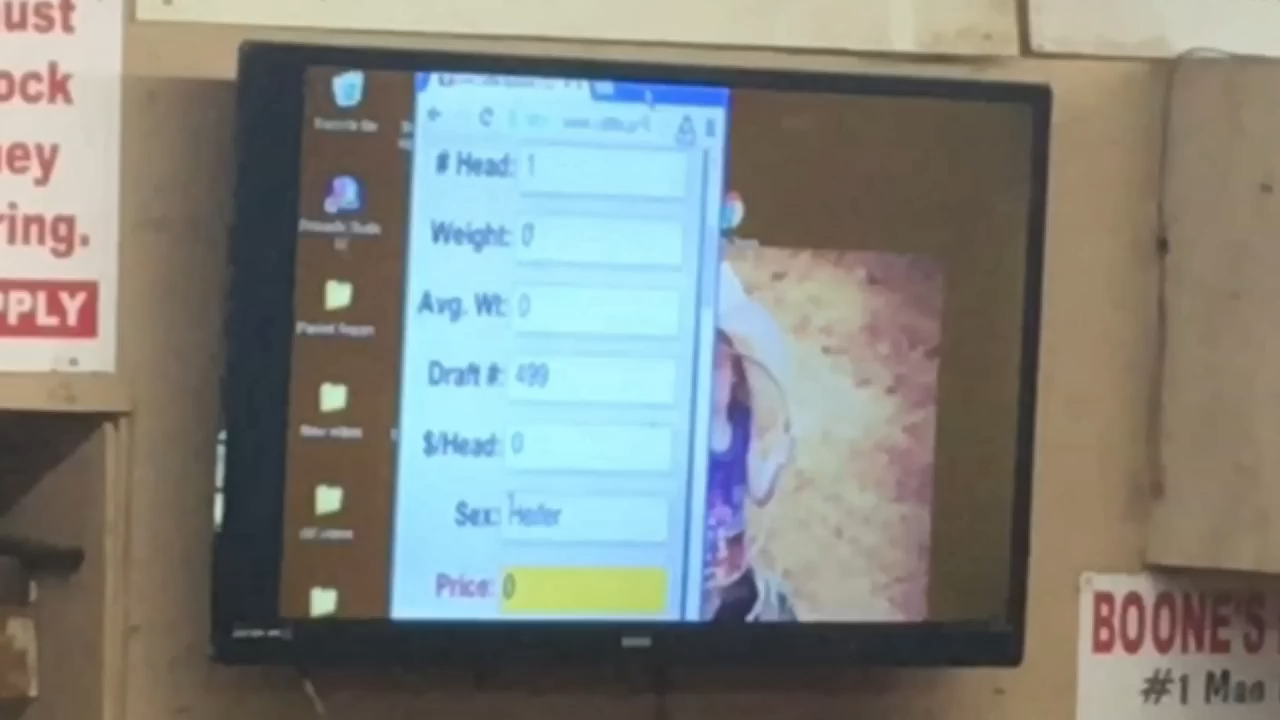 ust
ock
ey
ring.
PPLY
# Head: 1
Weight: 0
Avg. Wt: 0
Draft #: 499
$/Head: 0
Sex: Heifer
Price: 0
BOONE'S
#1 Man